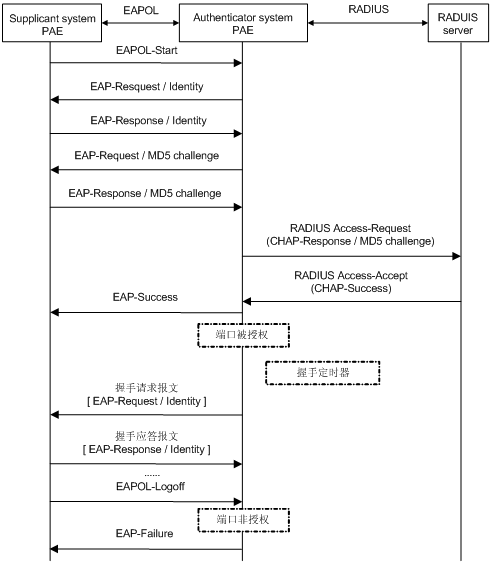 Supplicant system
PAE
EAPOL
Authenticator system
PAE
RADIUS
RADUIS
server
EAPOL-Start
EAP-Resquest / Identity
EAP-Response / Identity
EAP-Request / MD5 challenge
EAP-Response / MD5 challenge
RADIUS Access-Request
(CHAP-Response / MD5 challenge)
RADIUS Access-Accept
(CHAP-Success)
EAP-Success
端口被授权
握手定时器
握手请求报文
[ EAP-Request / Identity ]
握手应答报文
[ EAP-Response / Identity ]
......
EAPOL-Logoff
端口非授权
EAP-Failure